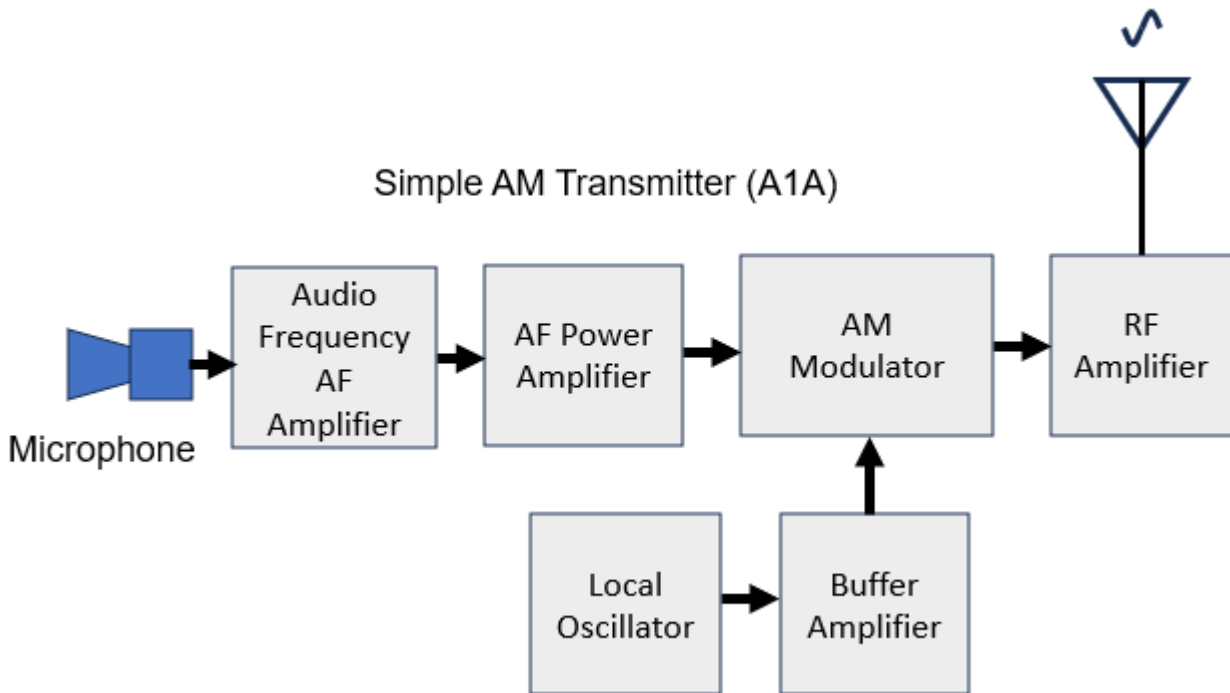 Simple AM Transmitter (A1A)
Microphone
Audio
Frequency
AF
Amplifier
AF Power
Amplifier
AM
Modulator
RF
Amplifier
Local
Oscillator
Buffer
Amplifier